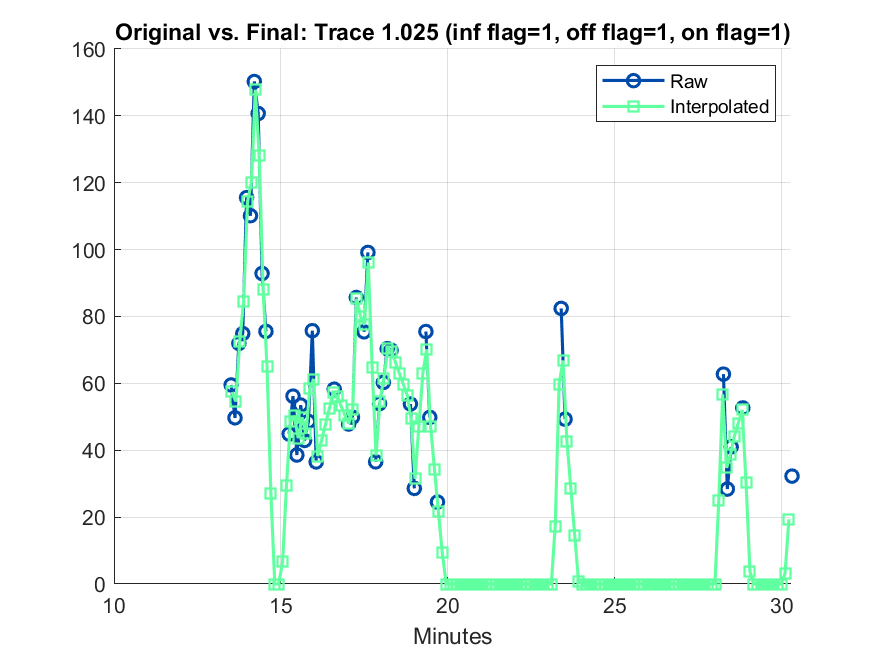 Original vs. Final: Trace 1.025 (inf flag=1, off flag=1, on flag=1)
160
140
120
100
80
60
40
20
0
Raw
Interpolated
10 15 20 25 30
Minutes